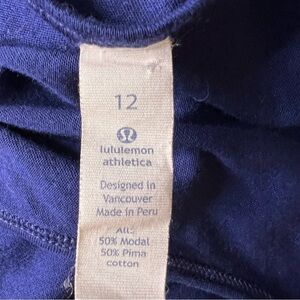 12
lululemon
athletica
Designed in
Vancouver
Made in Peru
All:
50% Modal
50% Pima
cotton